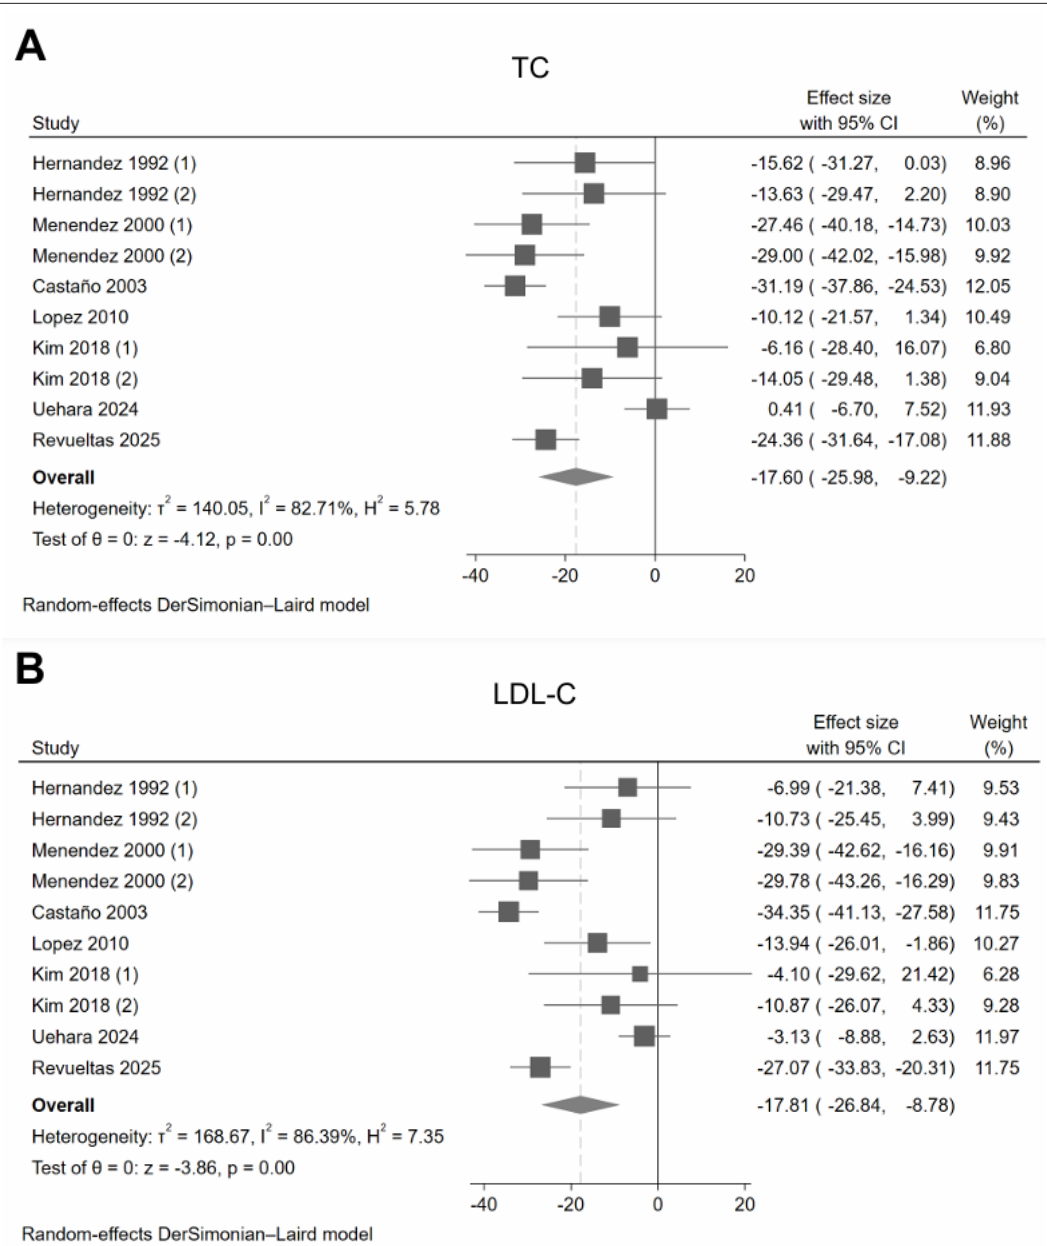 A
TC
Effect size Weight
Study with 95% CI (%)
Hernandez 1992 (1) -15.62 ( -31.27, 0.03) 8.96
Hernandez 1992 (2) -13.63 ( -29.47, 2.20) 8.90
Menendez 2000 (1) -27.46 ( -40.18, -14.73) 10.03
Menendez 2000 (2) -29.00 ( -42.02, -15.98) 9.92
Castaño 2003 -31.19 ( -37.86, -24.53) 12.05
Lopez 2010 -10.12 ( -21.57, 1.34) 10.49
Kim 2018 (1) -6.16 ( -28.40, 16.07) 6.80
Kim 2018 (2) -14.05 ( -29.48, 1.38) 9.04
Uehara 2024 0.41 ( -6.70, 7.52) 11.93
Revueltas 2025 -24.36 ( -31.64, -17.08) 11.88
Overall -17.60 ( -25.98, -9.22)
Heterogeneity: τ² = 140.05, I² = 82.71%, H² = 5.78
Test of θ = 0: z = -4.12, p = 0.00
-40 -20 0 20
Random-effects DerSimonian–Laird model
B
LDL-C
Effect size Weight
Study with 95% CI (%)
Hernandez 1992 (1) -6.99 ( -21.38, 7.41) 9.53
Hernandez 1992 (2) -10.73 ( -25.45, 3.99) 9.43
Menendez 2000 (1) -29.39 ( -42.62, -16.16) 9.91
Menendez 2000 (2) -29.78 ( -43.26, -16.29) 9.83
Castaño 2003 -34.35 ( -41.13, -27.58) 11.75
Lopez 2010 -13.94 ( -26.01, -1.86) 10.27
Kim 2018 (1) -4.10 ( -29.62, 21.42) 6.28
Kim 2018 (2) -10.87 ( -26.07, 4.33) 9.28
Uehara 2024 -3.13 ( -8.88, 2.63) 11.97
Revueltas 2025 -27.07 ( -33.83, -20.31) 11.75
Overall -17.81 ( -26.84, -8.78)
Heterogeneity: τ² = 168.67, I² = 86.39%, H² = 7.35
Test of θ = 0: z = -3.86, p = 0.00
-40 -20 0 20
Random-effects DerSimonian–Laird model